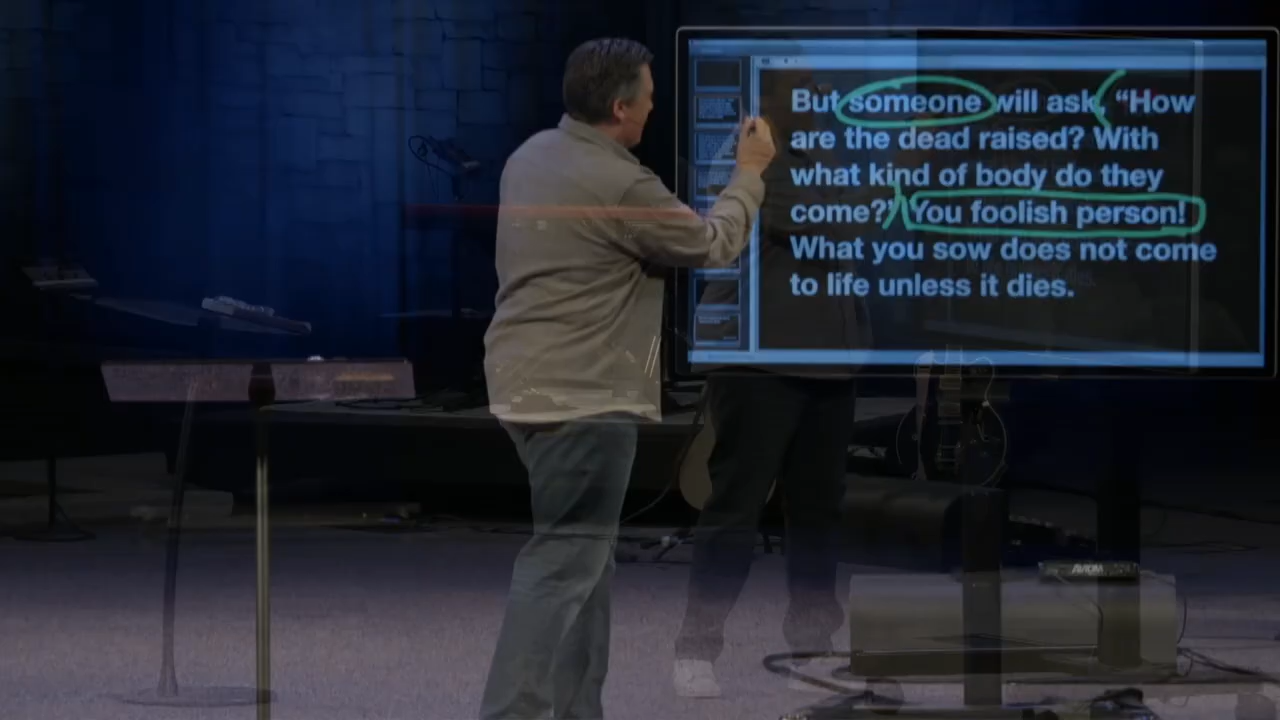 But someone will ask, “How
are the dead raised? With
what kind of body do they
come?” You foolish person!
What you sow does not come
to life unless it dies.
AVIOM